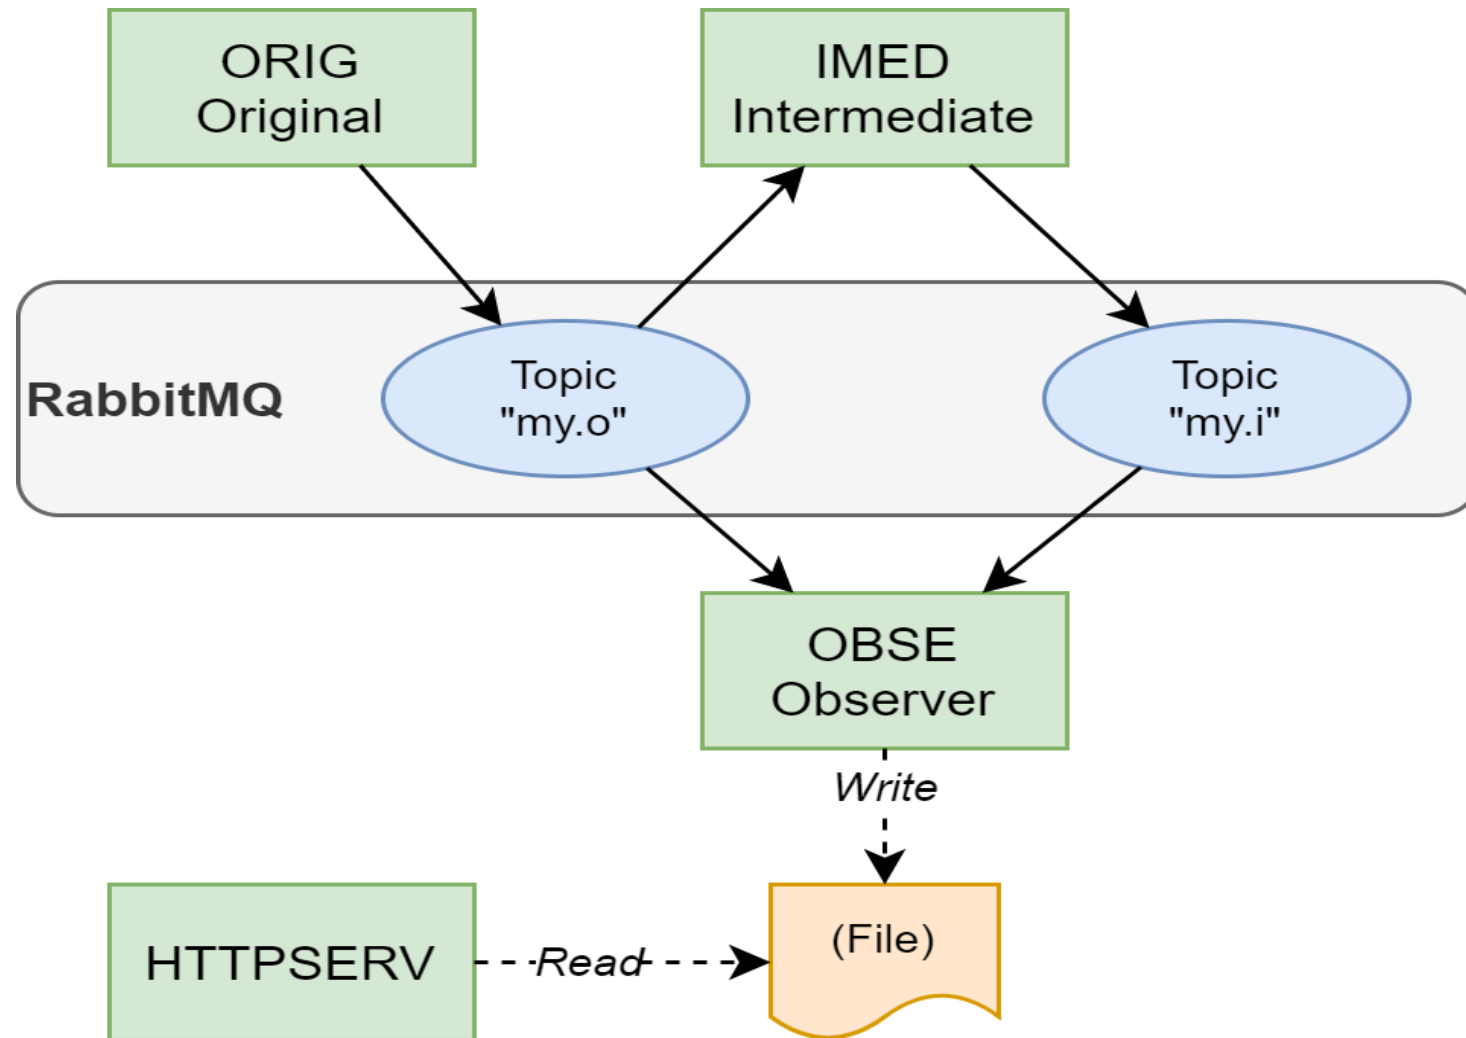 ORIG
Original
IMED
Intermediate
RabbitMQ
Topic
"my.o"
Topic
"my.i"
OBSE
Observer
Write
HTTPSERV
Read
(File)